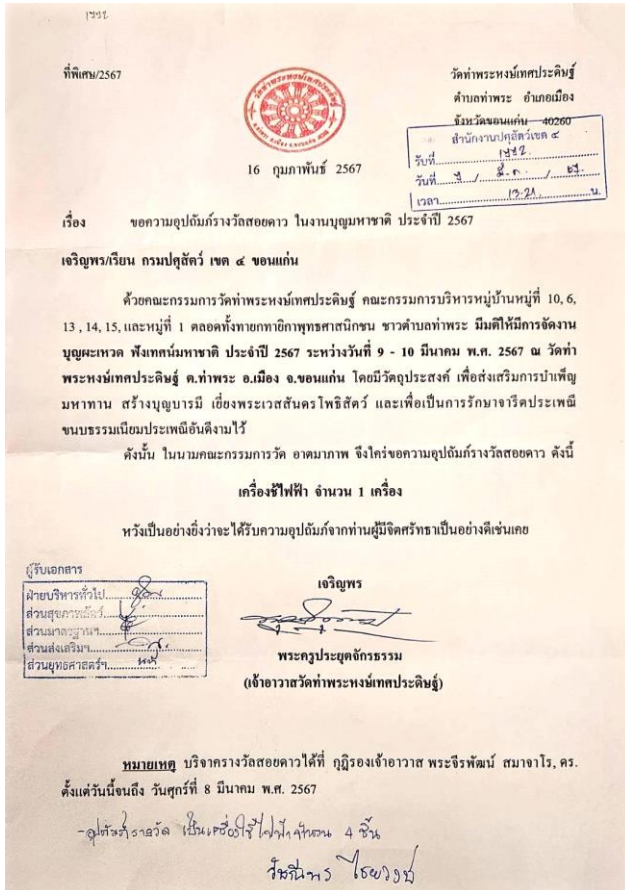 ที่พิเศษ/2567
วัดท่าพระหงษ์เทศประดิษฐ์
ตำบลท่าพระ อำเภอเมือง
จังหวัดขอนแก่น 40260
สำนักงานปศุสัตว์เขต ๔
รับที่
วันที่
เวลา 13.21 น.
16 กุมภาพันธ์ 2567
เรื่อง ขอความอุปถัมภ์รางวัลสอยดาว ในงานบุญมหาชาติ ประจำปี 2567
เจริญพร/เรียน กรมปศุสัตว์ เขต ๔ ขอนแก่น
ด้วยคณะกรรมการวัดท่าพระหงษ์เทศประดิษฐ์ คณะกรรมการบริหารหมู่บ้านหมู่ที่ 10, 6,
13 , 14, 15, และหมู่ที่ 1 ตลอดทั้งทายกทายิกาพุทธศาสนิกชน ชาวตำบลท่าพระ มีมติให้มีการจัดงาน
บุญผะเหวด ฟังเทศน์มหาชาติ ประจำปี 2567 ระหว่างวันที่ 9 - 10 มีนาคม พ.ศ. 2567 ณ วัดท่า
พระหงษ์เทศประดิษฐ์ ต.ท่าพระ อ.เมือง จ.ขอนแก่น โดยมีวัตถุประสงค์ เพื่อส่งเสริมการบำเพ็ญ
มหาทาน สร้างบุญบารมี เยี่ยงพระเวสสันดรโพธิสัตว์ และเพื่อเป็นการรักษาจารีตประเพณี
ขนบธรรมเนียมประเพณีอันดีงามไว้
ดังนั้น ในนามคณะกรรมการวัด อาตมาภาพ จึงใคร่ขอความอุปถัมภ์รางวัลสอยดาว ดังนี้
เครื่องใช้ไฟฟ้า จำนวน 1 เครื่อง
หวังเป็นอย่างยิ่งว่าจะได้รับความอุปถัมภ์จากท่านผู้มีจิตศรัทธาเป็นอย่างดีเช่นเคย
ผู้รับเอกสาร
ฝ่ายบริหารทั่วไป
ส่วนสุขภาพสัตว์
ส่วนมาตรฐานฯ
ส่วนส่งเสริมฯ
ส่วนยุทธศาสตร์ฯ
เจริญพร
พระครูประยุตจักรธรรม
(เจ้าอาวาสวัดท่าพระหงษ์เทศประดิษฐ์)
หมายเหตุ บริจาครางวัลสอยดาวได้ที่ กุฎิรองเจ้าอาวาส พระจีรพัฒน์ สมาจาโร, ดร.
ตั้งแต่วันนี้จนถึง วันศุกร์ที่ 8 มีนาคม พ.ศ. 2567
- อุปถัมภ์รางวัล เป็นเครื่องใช้ไฟฟ้าจำนวน 4 ชิ้น